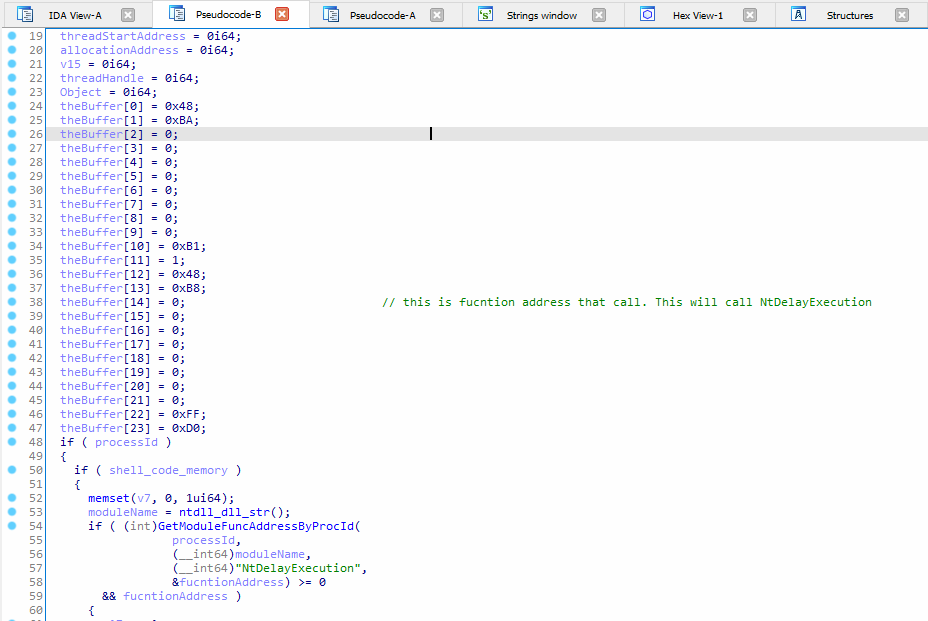 IDA View-A Pseudocode-B Pseudocode-A Strings window Hex View-1 Structures
19 threadStartAddress = 0i64;
20 allocationAddress = 0i64;
21 v15 = 0i64;
22 threadHandle = 0i64;
23 Object = 0i64;
24 theBuffer[0] = 0x48;
25 theBuffer[1] = 0xBA;
26 theBuffer[2] = 0;
27 theBuffer[3] = 0;
28 theBuffer[4] = 0;
29 theBuffer[5] = 0;
30 theBuffer[6] = 0;
31 theBuffer[7] = 0;
32 theBuffer[8] = 0;
33 theBuffer[9] = 0;
34 theBuffer[10] = 0xB1;
35 theBuffer[11] = 1;
36 theBuffer[12] = 0x48;
37 theBuffer[13] = 0xB8;
38 theBuffer[14] = 0; // this is fucntion address that call. This will call NtDelayExecution
39 theBuffer[15] = 0;
40 theBuffer[16] = 0;
41 theBuffer[17] = 0;
42 theBuffer[18] = 0;
43 theBuffer[19] = 0;
44 theBuffer[20] = 0;
45 theBuffer[21] = 0;
46 theBuffer[22] = 0xFF;
47 theBuffer[23] = 0xD0;
48 if ( processId )
49 {
50 if ( shell_code_memory )
51 {
52 memset(v7, 0, 1ui64);
53 moduleName = ntdll_dll_str();
54 if ( (int)GetModuleFuncAddressByProcId(
55 processId,
56 (__int64)moduleName,
57 (__int64)"NtDelayExecution",
58 &fucntionAddress) >= 0
59 && fucntionAddress )
60 {